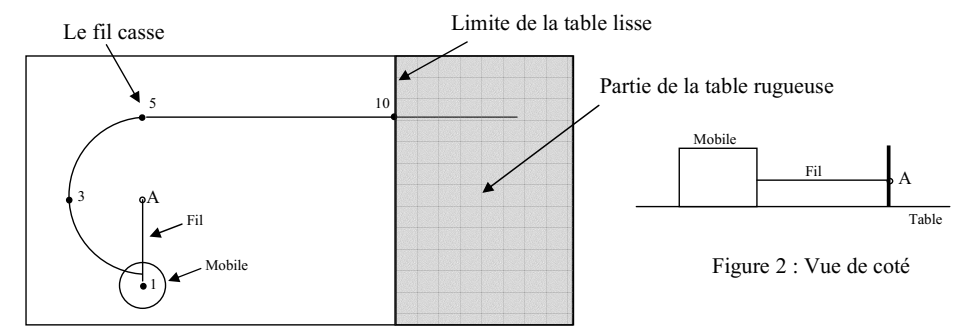 Limite de la table lisse
Le fil casse
Partie de la table rugueuse
5
10
Mobile
Fil
A
3
A
Fil
Table
Mobile
1
Figure 2 : Vue de coté